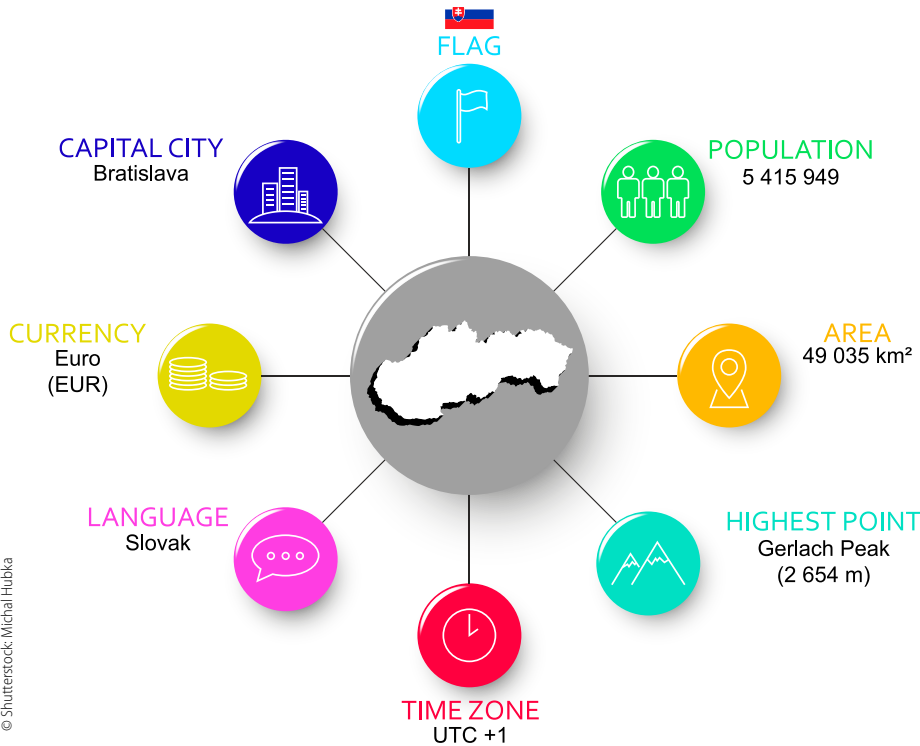 FLAG
CAPITAL CITY
Bratislava
POPULATION
5 415 949
CURRENCY
Euro
(EUR)
AREA
49 035 km²
LANGUAGE
Slovak
HIGHEST POINT
Gerlach Peak
(2 654 m)
TIME ZONE
UTC +1
© Shutterstock: Michal Hubka